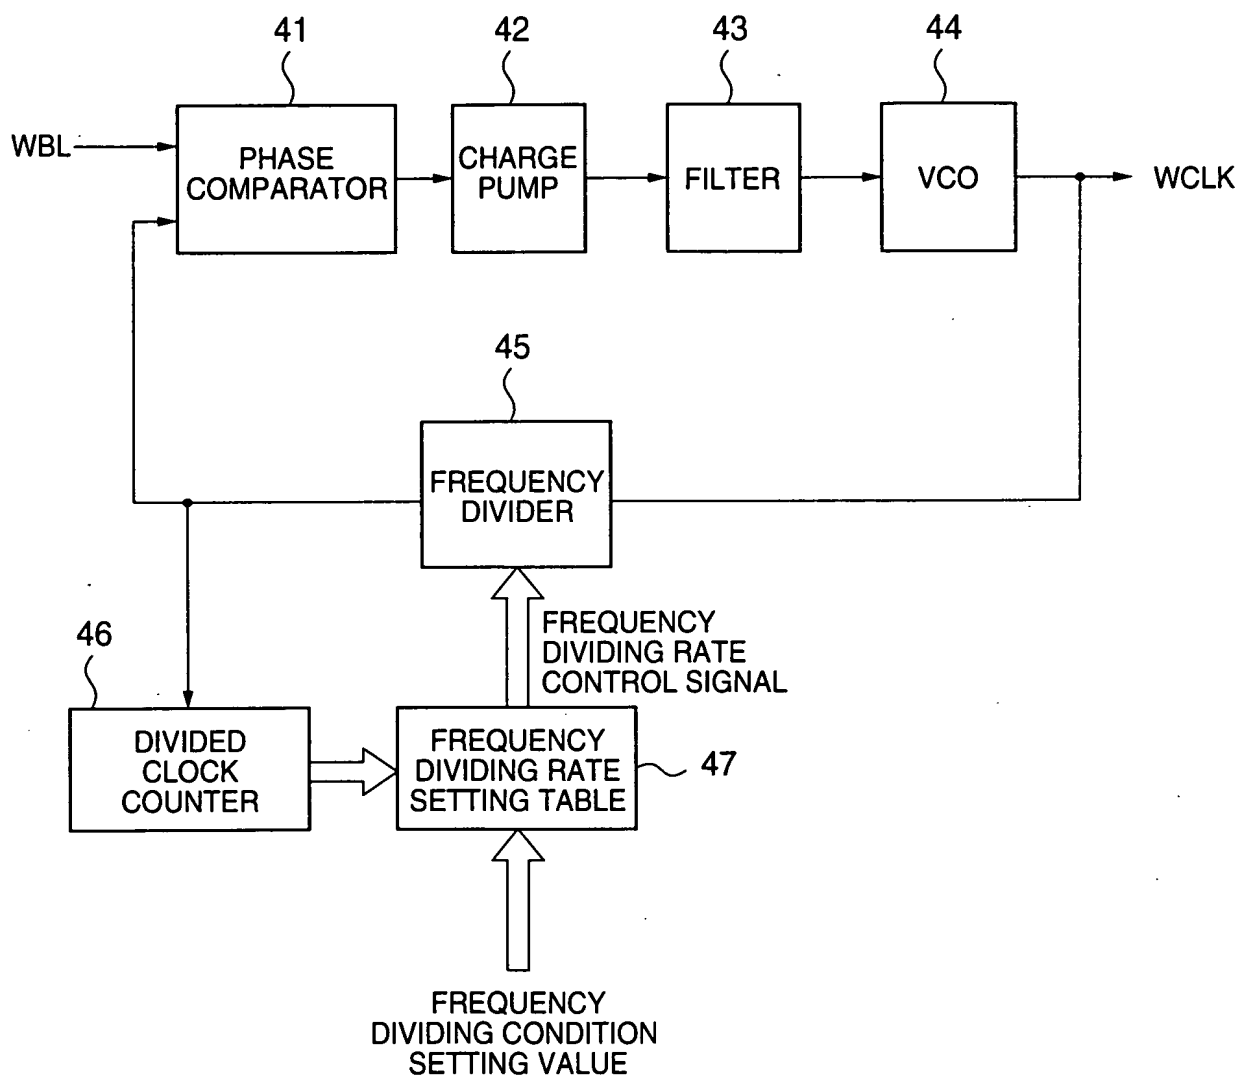 41
42
43
44
WBL
PHASE
COMPARATOR
CHARGE
PUMP
FILTER
VCO
WCLK
45
FREQUENCY
DIVIDER
FREQUENCY
DIVIDING RATE
CONTROL SIGNAL
46
DIVIDED
CLOCK
COUNTER
FREQUENCY
DIVIDING RATE
SETTING TABLE
47
FREQUENCY
DIVIDING CONDITION
SETTING VALUE